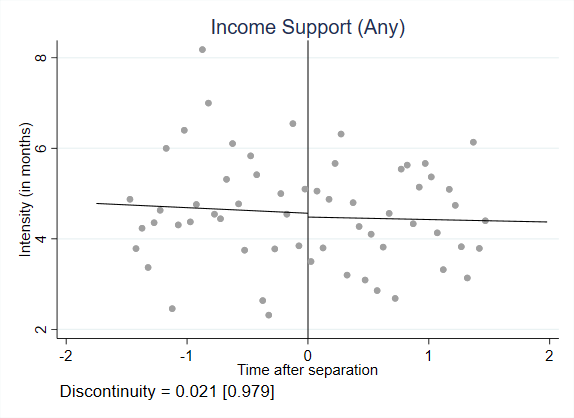 Income Support (Any)
Intensity (in months)
8
6
4
2
-2 -1 0 1 2
Time after separation
Discontinuity = 0.021 [0.979]